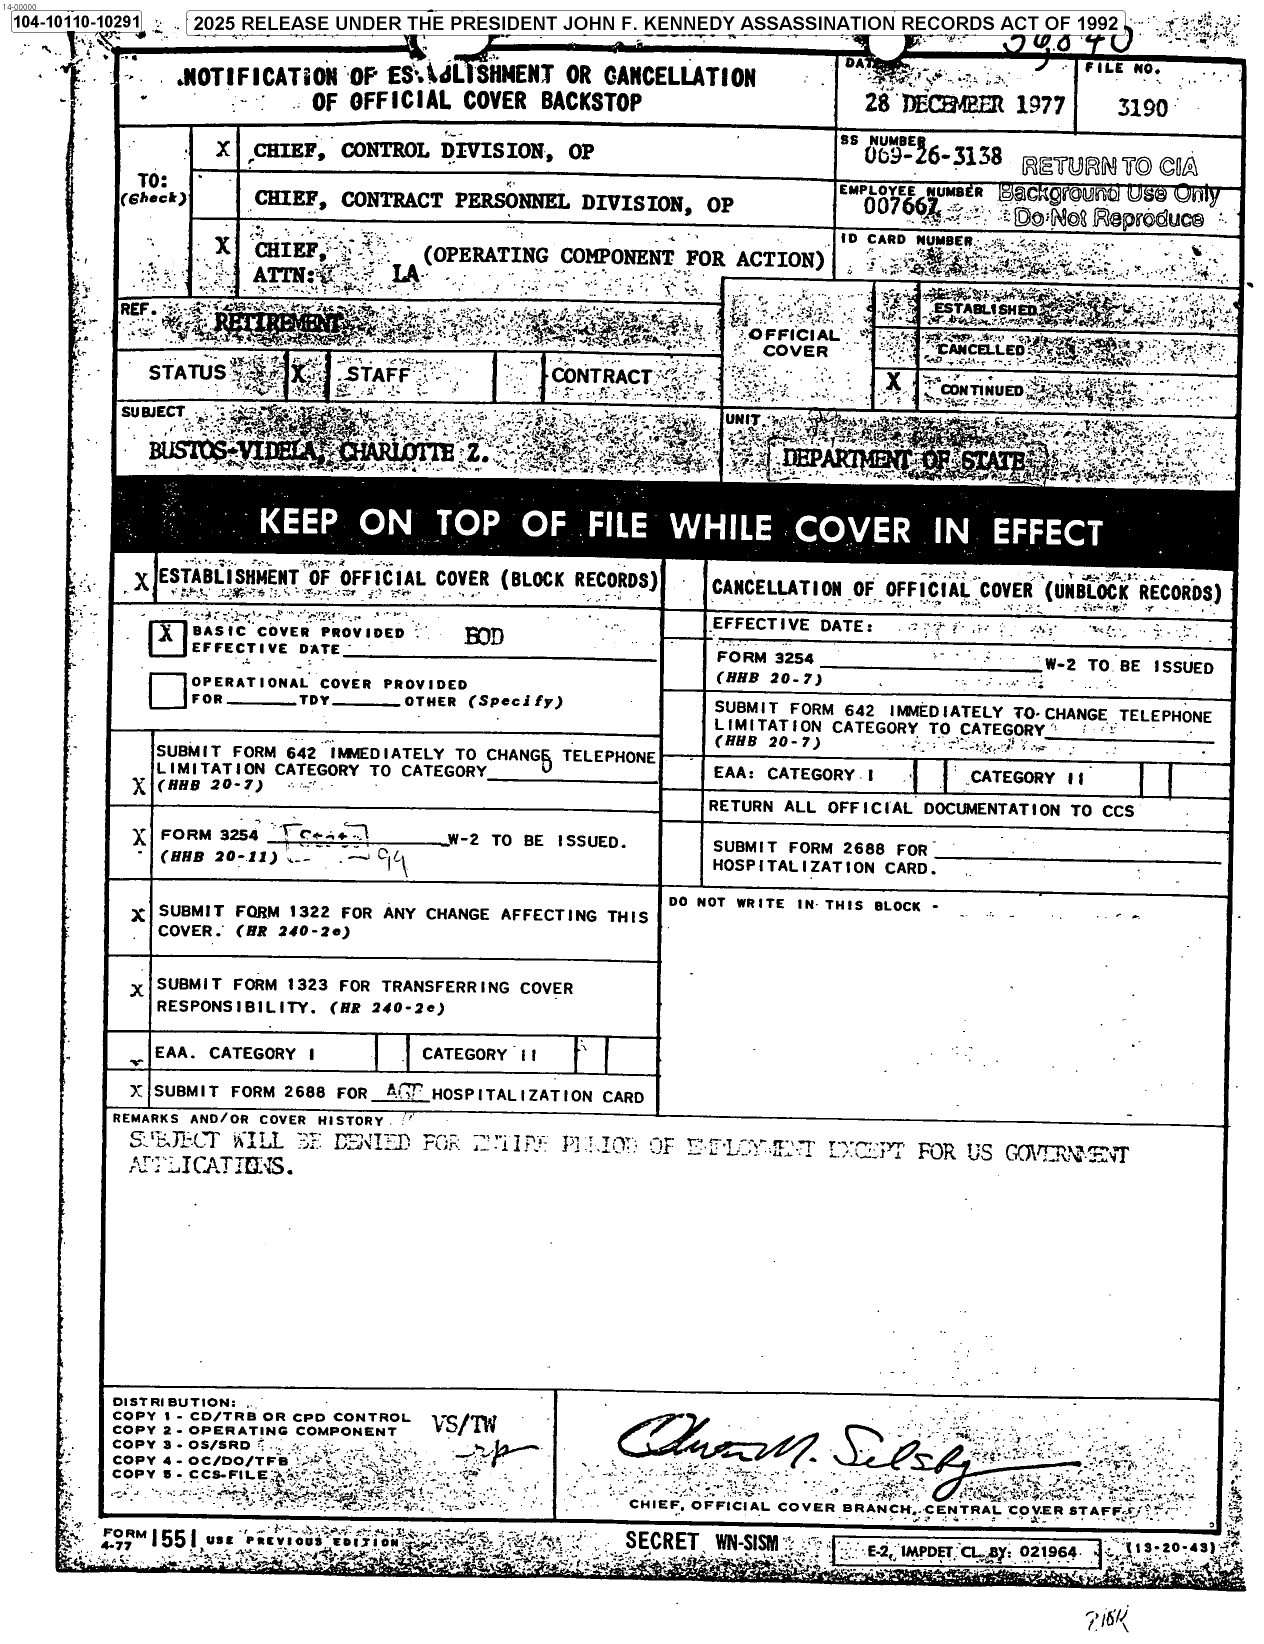 14-00000
104-10110-10291
2025 RELEASE UNDER THE PRESIDENT JOHN F. KENNEDY ASSASSINATION RECORDS ACT OF 1992
NOTIFICATION OF ESTABLISHMENT OR CANCELLATION
OF OFFICIAL COVER BACKSTOP
DATE
28 DECEMBER 1977
FILE NO.
3190
TO:
(Check)
X CHIEF, CONTROL DIVISION, OP
CHIEF, CONTRACT PERSONNEL DIVISION, OP
X CHIEF, (OPERATING COMPONENT FOR ACTION)
ATTN: LA
SS NUMBER
069-26-3138
EMPLOYEE NUMBER
007667
ID CARD NUMBER
RETURN TO CIA
Background Use Only
Do Not Reproduce
REF.
RETIREMENT
STATUS X STAFF CONTRACT
OFFICIAL
COVER
ESTABLISHED
CANCELLED
X CONTINUED
SUBJECT
BUSTOS-VIDELA, CHARLOTTE Z.
UNIT
DEPARTMENT OF STATE
KEEP ON TOP OF FILE WHILE COVER IN EFFECT
X ESTABLISHMENT OF OFFICIAL COVER (BLOCK RECORDS)
X BASIC COVER PROVIDED EOD
EFFECTIVE DATE
OPERATIONAL COVER PROVIDED
FOR TDY OTHER (Specify)
X SUBMIT FORM 642 IMMEDIATELY TO CHANGE TELEPHONE
LIMITATION CATEGORY TO CATEGORY
(HHB 20-7)
X FORM 3254 W-2 TO BE ISSUED.
(HHB 20-11) 94
X SUBMIT FORM 1322 FOR ANY CHANGE AFFECTING THIS
COVER. (HR 240-2e)
X SUBMIT FORM 1323 FOR TRANSFERRING COVER
RESPONSIBILITY. (HR 240-2e)
EAA. CATEGORY I CATEGORY II
X SUBMIT FORM 2688 FOR AGE HOSPITALIZATION CARD
CANCELLATION OF OFFICIAL COVER (UNBLOCK RECORDS)
EFFECTIVE DATE:
FORM 3254 W-2 TO BE ISSUED
(HHB 20-7)
SUBMIT FORM 642 IMMEDIATELY TO CHANGE TELEPHONE
LIMITATION CATEGORY TO CATEGORY
(HHB 20-7)
EAA: CATEGORY I CATEGORY II
RETURN ALL OFFICIAL DOCUMENTATION TO CCS
SUBMIT FORM 2688 FOR
HOSPITALIZATION CARD.
DO NOT WRITE IN THIS BLOCK -
REMARKS AND/OR COVER HISTORY
SUBJECT WILL BE DENIED FOR ENTIRE PERIOD OF EMPLOYMENT EXCEPT FOR US GOVERNMENT
APPLICATIONS.
DISTRIBUTION:
COPY 1 - CD/TRB OR CPD CONTROL
COPY 2 - OPERATING COMPONENT
COPY 3 - OS/SRD
COPY 4 - OC/DO/TFB
COPY 5 - CCS-FILE
VS/TW
CHIEF, OFFICIAL COVER BRANCH, CENTRAL COVER STAFF
FORM
4-77 1551 USE PREVIOUS EDITION
SECRET WN-SISM
E-2, IMPDET CL. BY: 021964
(13-20-43)